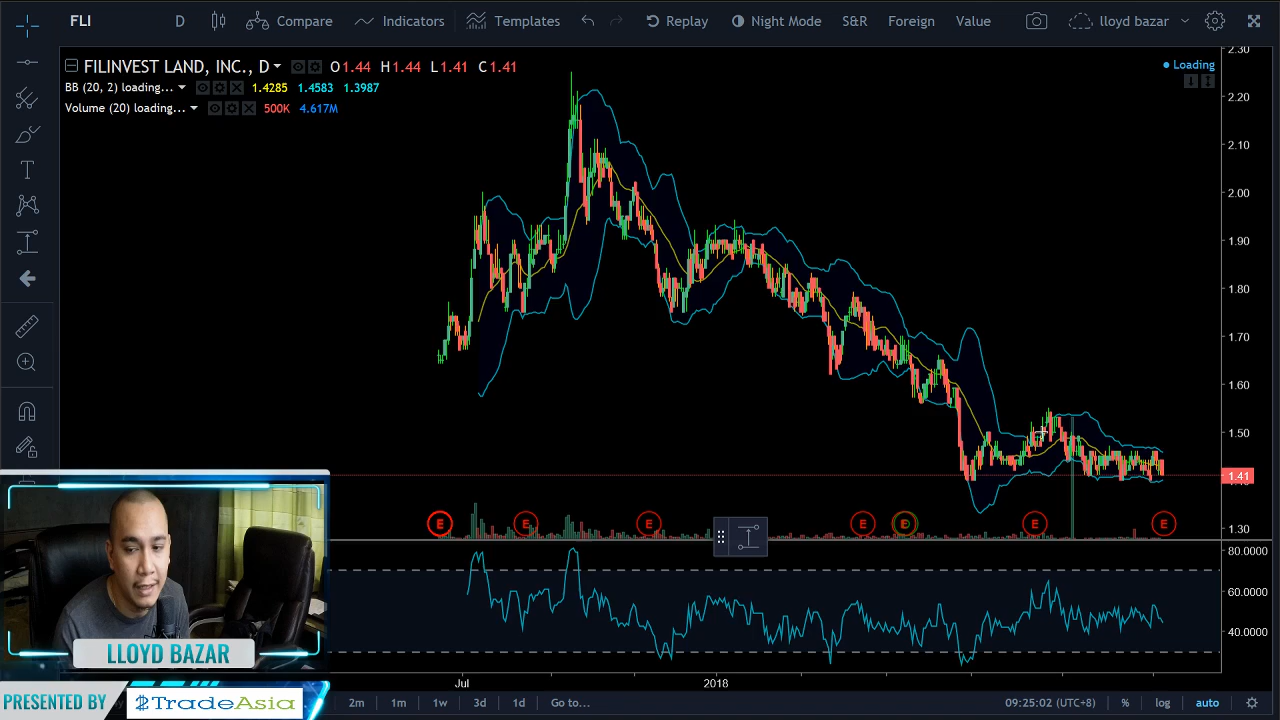 FLI D Compare Indicators Templates Replay Night Mode S&R Foreign Value lloyd bazar
FILINVEST LAND, INC., D O1.44 H1.44 L1.41 C1.41
Loading
BB (20, 2) loading... 1.4285 1.4583 1.3987
Volume (20) loading... 500K 4.617M
2.30
2.20
2.10
2.00
1.90
1.80
1.70
1.60
1.50
1.41
1.30
E E E E D E E
80.0000
60.0000
40.0000
Jul 2018
LLOYD BAZAR
PRESENTED BY TradeAsia
2m 1m 1w 3d 1d Go to... 09:25:02 (UTC+8) % log auto